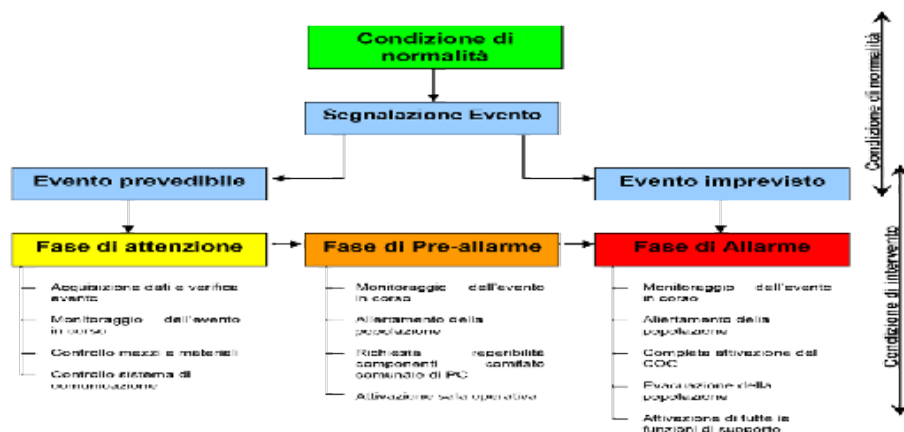 Condizione di
normalità
Segnalazione Evento
Evento prevedibile
Evento imprevisto
Fase di attenzione
Fase di Pre-allarme
Fase di Allarme
Acquisizione dati e verifica
evento
Monitoraggio dell'evento
in corso
Controllo mezzi e materiali
Controllo sistema di
comunicazione
Monitoraggio dell'evento
in corso
Allertamento della
popolazione
Richiesta reperibilità
componenti comitato
comunale di PC
Attivazione sala operativa
Monitoraggio dell'evento
in corso
Allertamento della
popolazione
Completa attivazione del
COC
Evacuazione della
popolazione
Attivazione di tutte le
funzioni di supporto
Condizione di normalità
Condizione di intervento